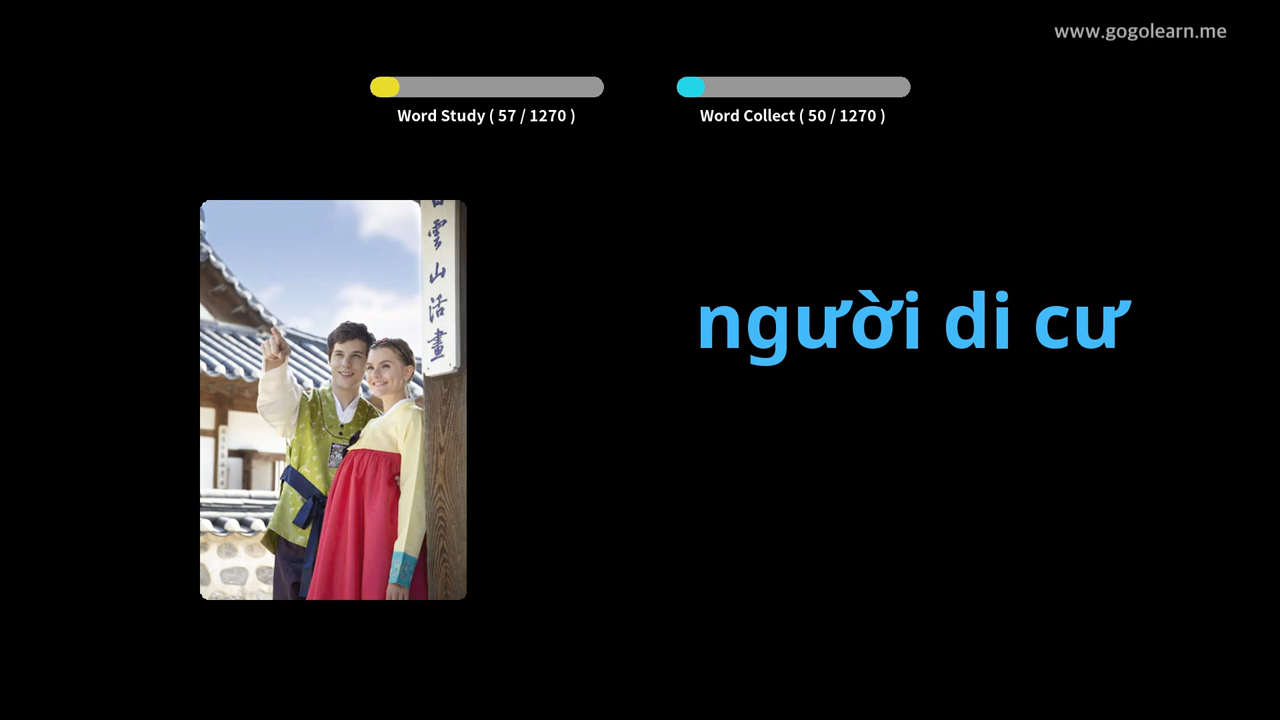 www.gogolearn.me
Word Study ( 57 / 1270 )
Word Collect ( 50 / 1270 )
雲山活畫
người di cư